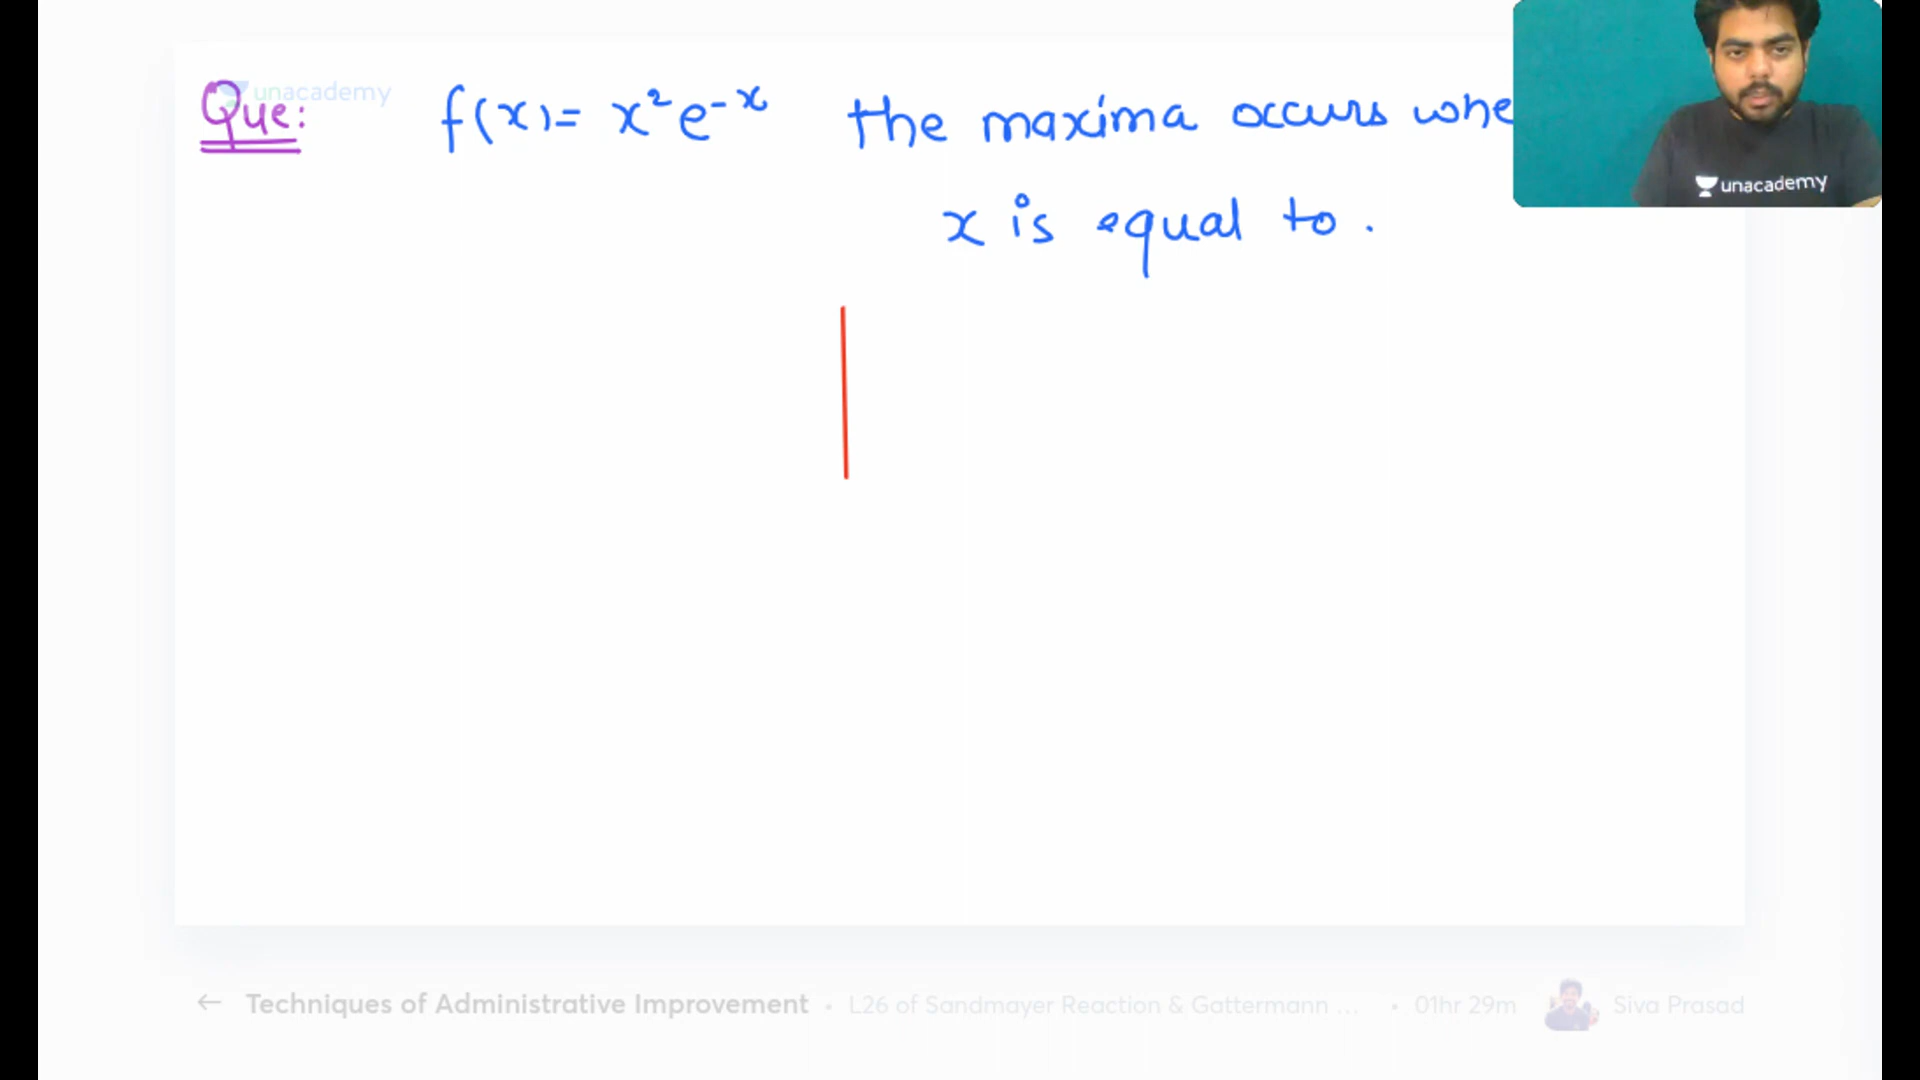 unacademy
Que: f(x)= x²e⁻ˣ the maxima occurs whe
x is equal to.
unacademy
← Techniques of Administrative Improvement • L26 of Sandmayer Reaction & Gattermann ... • 01hr 29m Siva Prasad